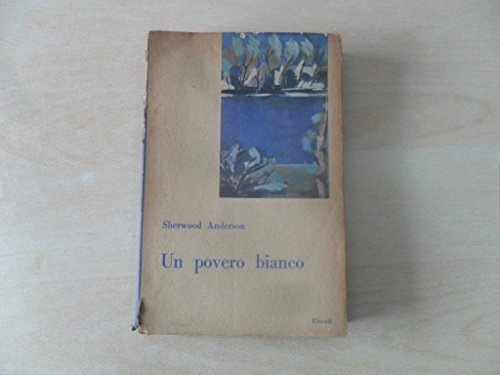 Sherwood Anderson
Un povero bianco
Einaudi